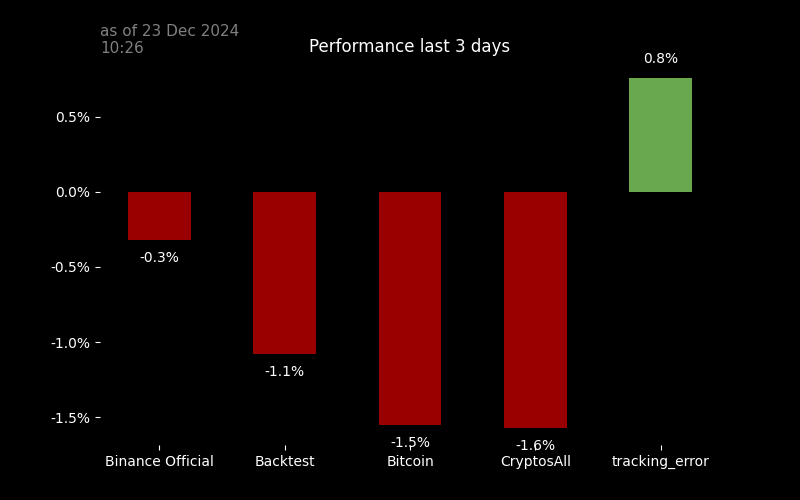 as of 23 Dec 2024
10:26
Performance last 3 days
0.8%
0.5%
0.0%
-0.3%
-0.5%
-1.0%
-1.1%
-1.5%
-1.5%
-1.6%
Binance Official
Backtest
Bitcoin
CryptosAll
tracking_error